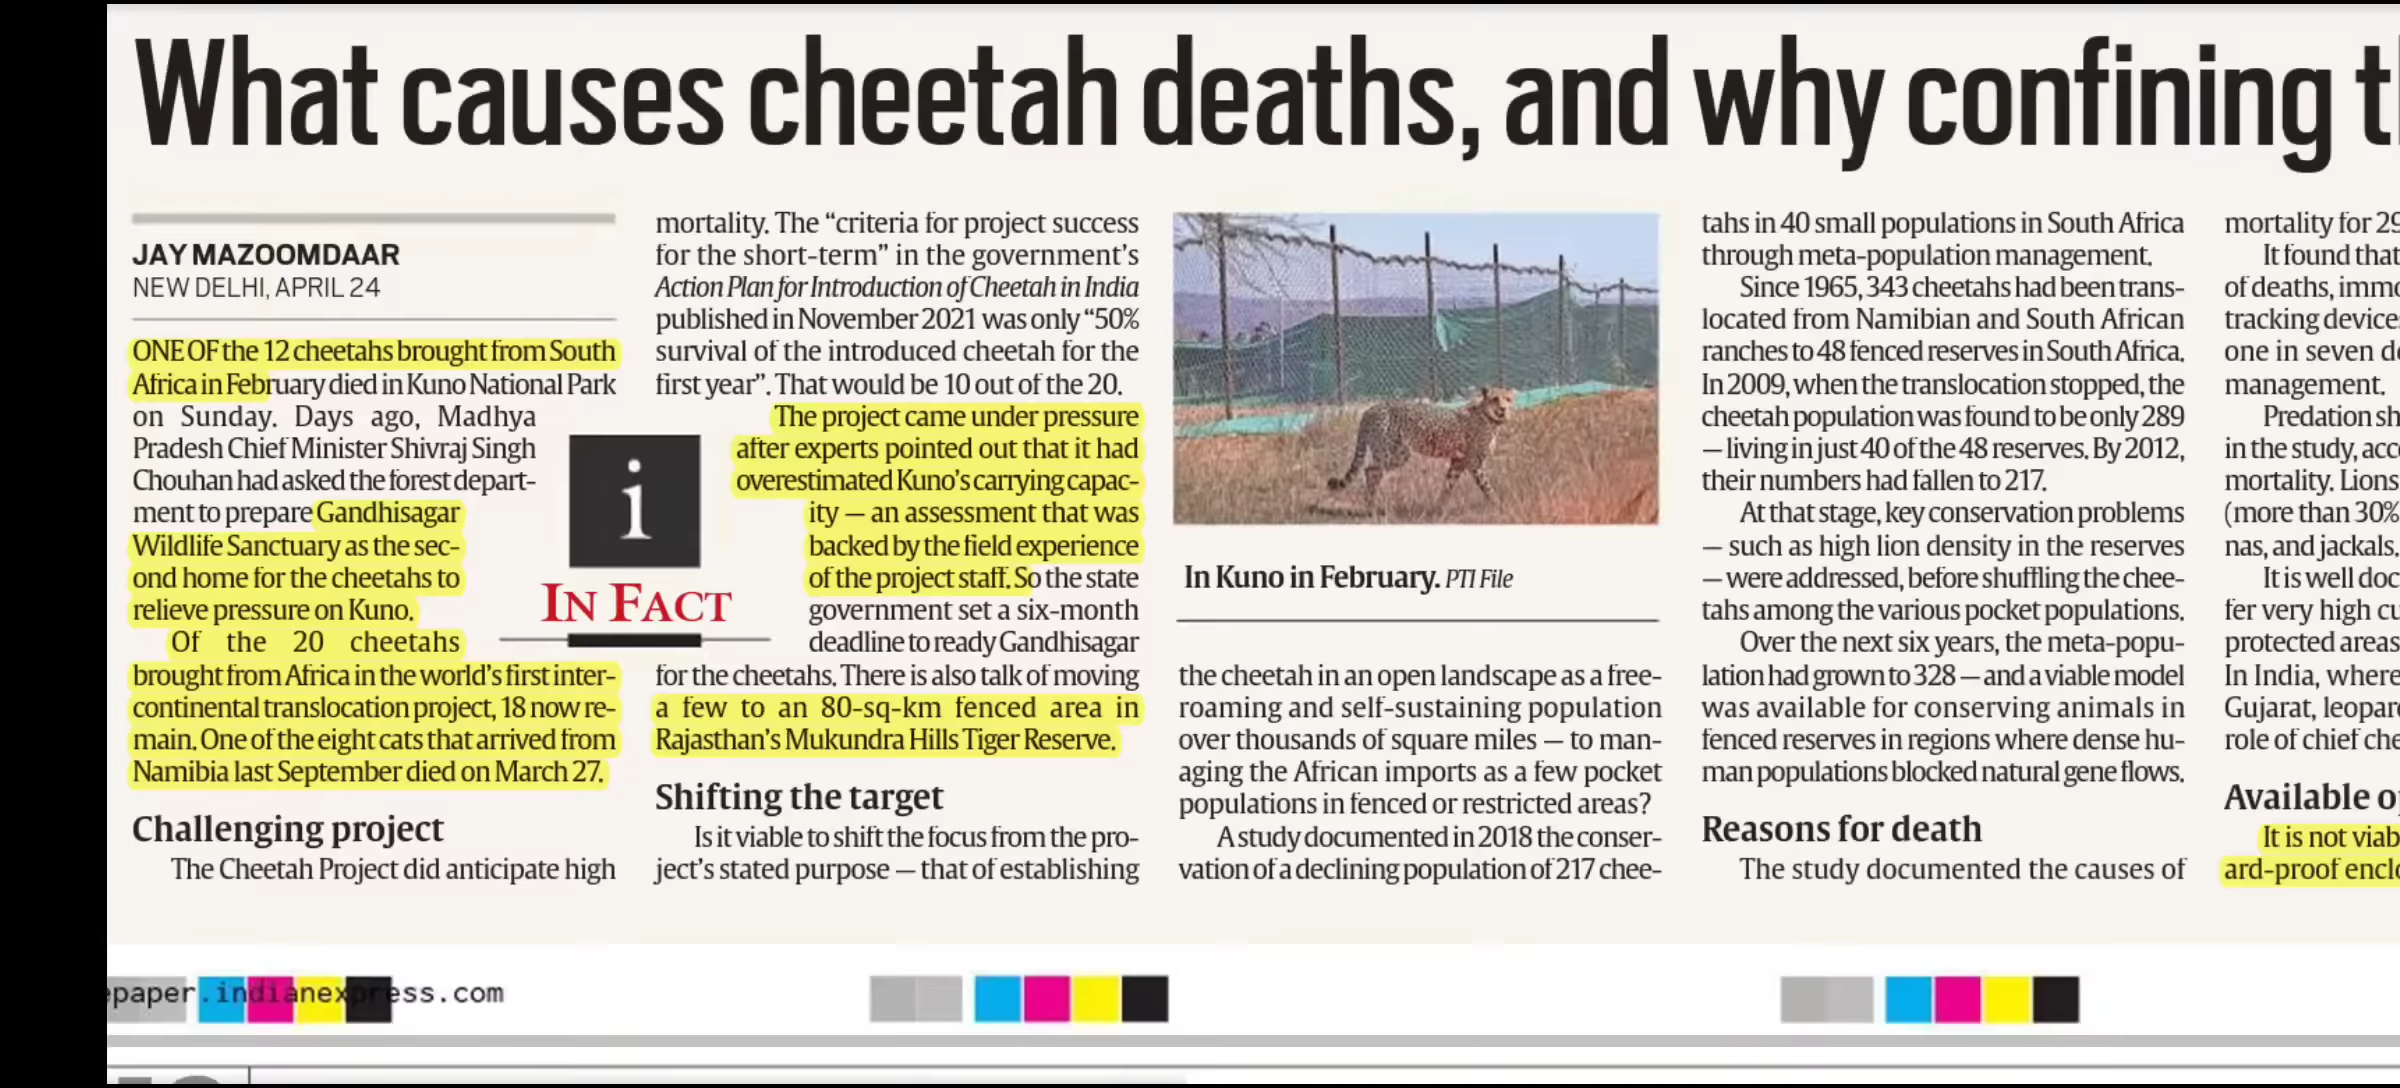 What causes cheetah deaths, and why confining
JAY MAZOOMDAAR
NEW DELHI, APRIL 24
ONE OF the 12 cheetahs brought from South
Africa in February died in Kuno National Park
on Sunday. Days ago, Madhya
Pradesh Chief Minister Shivraj Singh
Chouhan had asked the forest depart-
ment to prepare Gandhisagar
Wildlife Sanctuary as the sec-
ond home for the cheetahs to
relieve pressure on Kuno.
Of the 20 cheetahs
brought from Africa in the world's first inter-
continental translocation project, 18 now re-
main. One of the eight cats that arrived from
Namibia last September died on March 27.
Challenging project
The Cheetah Project did anticipate high
i
IN FACT
mortality. The “criteria for project success
for the short-term” in the government's
Action Plan for Introduction of Cheetah in India
published in November 2021 was only “50%
survival of the introduced cheetah for the
first year”. That would be 10 out of the 20.
The project came under pressure
after experts pointed out that it had
overestimated Kuno's carrying capac-
ity — an assessment that was
backed by the field experience
of the project staff. So the state
government set a six-month
deadline to ready Gandhisagar
for the cheetahs. There is also talk of moving
a few to an 80-sq-km fenced area in
Rajasthan's Mukundra Hills Tiger Reserve.
Shifting the target
Is it viable to shift the focus from the pro-
ject's stated purpose — that of establishing
In Kuno in February. PTI File
the cheetah in an open landscape as a free-
roaming and self-sustaining population
over thousands of square miles — to man-
aging the African imports as a few pocket
populations in fenced or restricted areas?
A study documented in 2018 the conser-
vation of a declining population of 217 chee-
tahs in 40 small populations in South Africa
through meta-population management.
Since 1965, 343 cheetahs had been trans-
located from Namibian and South African
ranches to 48 fenced reserves in South Africa.
In 2009, when the translocation stopped, the
cheetah population was found to be only 289
— living in just 40 of the 48 reserves. By 2012,
their numbers had fallen to 217.
At that stage, key conservation problems
— such as high lion density in the reserves
— were addressed, before shuffling the chee-
tahs among the various pocket populations.
Over the next six years, the meta-popu-
lation had grown to 328 — and a viable model
was available for conserving animals in
fenced reserves in regions where dense hu-
man populations blocked natural gene flows.
Reasons for death
The study documented the causes of
mortality for 29
It found that
of deaths, immo
tracking device
one in seven de
management.
Predation sh
in the study, acc
mortality. Lions
(more than 30%
nas, and jackals,
It is well doc
fer very high cu
protected areas
In India, where
Gujarat, leopar
role of chief che
Available o
It is not viab
ard-proof enclo
epaper.indianexpress.com